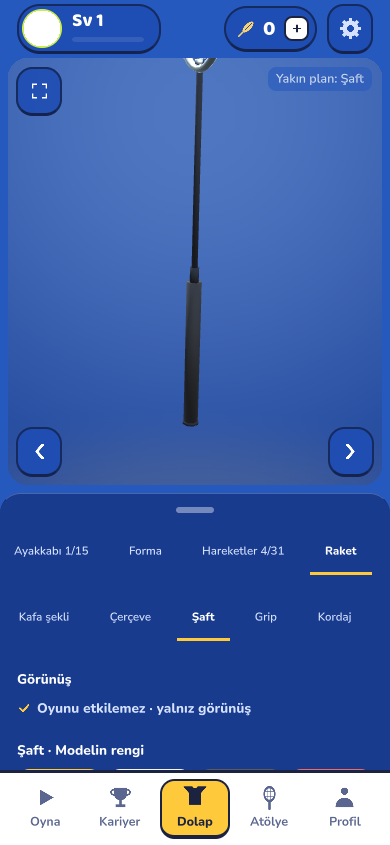 Sv 1
0
+
Yakın plan: Şaft
Ayakkabı 1/15 Forma Hareketler 4/31 Raket
Kafa şekli Çerçeve Şaft Grip Kordaj
Görünüş
Oyunu etkilemez · yalnız görünüş
Şaft · Modelin rengi
Oyna Kariyer Dolap Atölye Profil